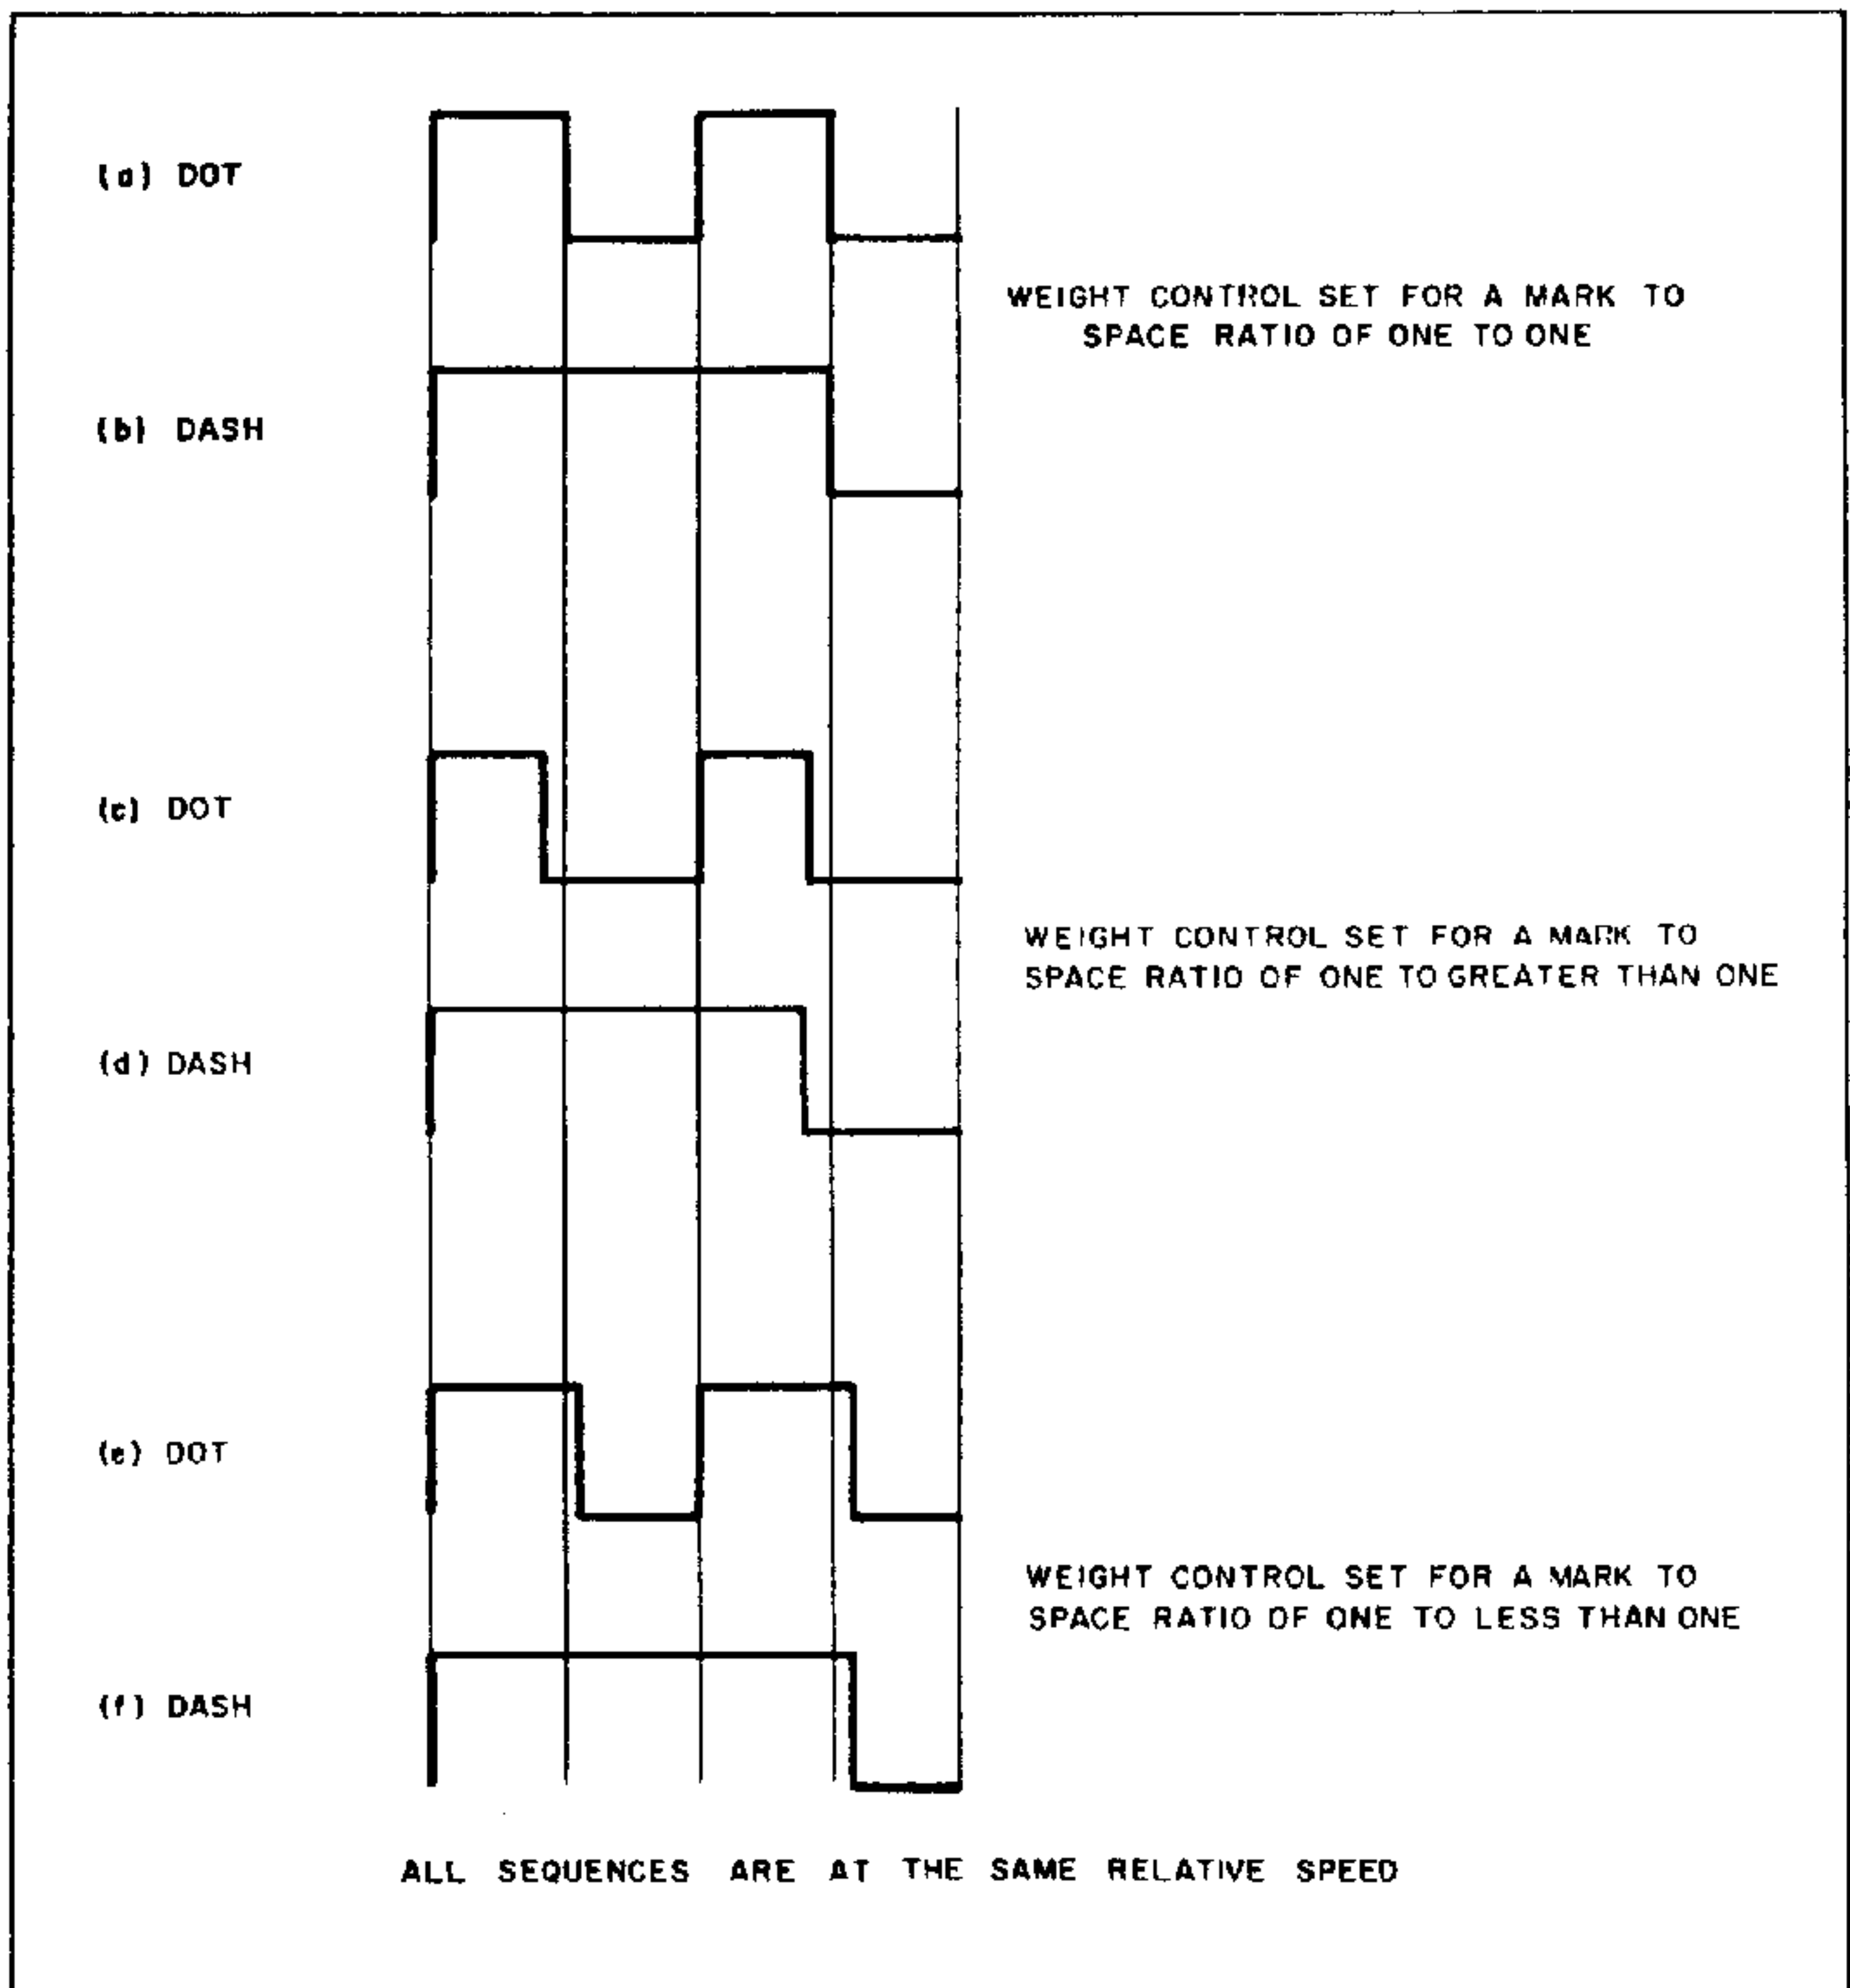 (a) DOT
WEIGHT CONTROL SET FOR A MARK TO
SPACE RATIO OF ONE TO ONE
(b) DASH
(c) DOT
WEIGHT CONTROL SET FOR A MARK TO
SPACE RATIO OF ONE TO GREATER THAN ONE
(d) DASH
(e) DOT
WEIGHT CONTROL SET FOR A MARK TO
SPACE RATIO OF ONE TO LESS THAN ONE
(f) DASH
ALL SEQUENCES ARE AT THE SAME RELATIVE SPEED